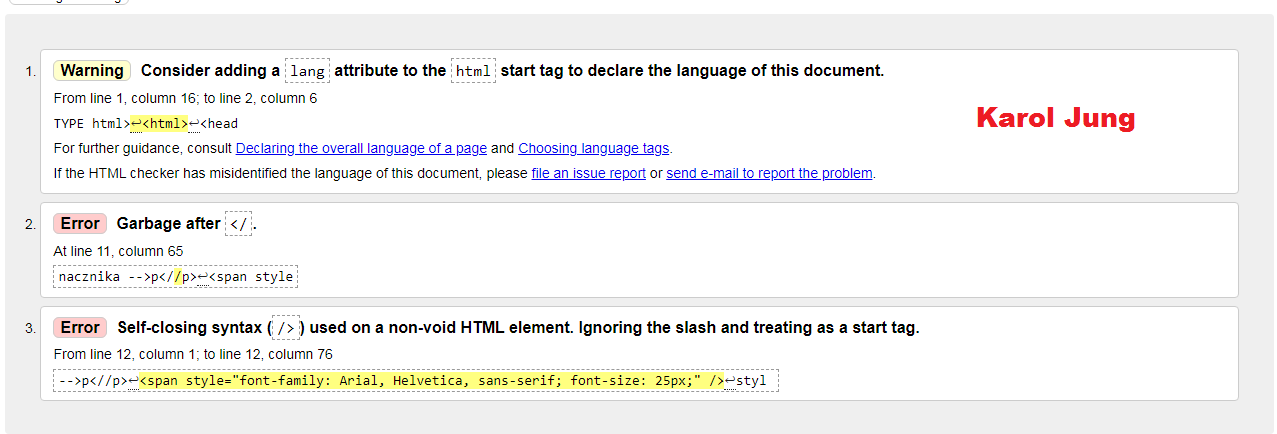 1. Warning Consider adding a lang attribute to the html start tag to declare the language of this document.
From line 1, column 16; to line 2, column 6
TYPE html>↩<html>↩<head
Karol Jung
For further guidance, consult Declaring the overall language of a page and Choosing language tags.
If the HTML checker has misidentified the language of this document, please file an issue report or send e-mail to report the problem.
2. Error Garbage after </.
At line 11, column 65
nacznika -->p<//p>↩<span style
3. Error Self-closing syntax (/>) used on a non-void HTML element. Ignoring the slash and treating as a start tag.
From line 12, column 1; to line 12, column 76
-->p<//p>↩<span style="font-family: Arial, Helvetica, sans-serif; font-size: 25px;" />↩styl